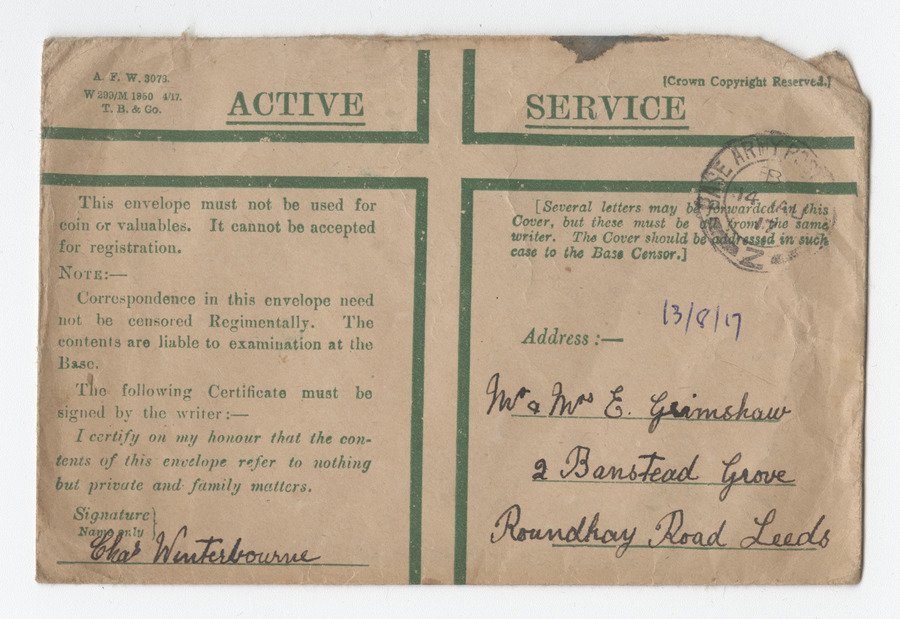 A. F. W. 3078.
W 299/M 1950 4/17.
T. B. & Co.
ACTIVE SERVICE
[Crown Copyright Reserved.]
This envelope must not be used for
coin or valuables. It cannot be accepted
for registration.
NOTE:—
Correspondence in this envelope need
not be censored Regimentally. The
contents are liable to examination at the
Base.
The following Certificate must be
signed by the writer:—
I certify on my honour that the con-
tents of this envelope refer to nothing
but private and family matters.
Signature
Name only
Chas Winterbourne
BASE ARMY
B
14
17
Z
[Several letters may be forwarded in this
Cover, but these must be all from the same
writer. The Cover should be addressed in such
case to the Base Censor.]
13/8/17
Address:—
Mr & Mrs E. Grimshaw
2 Banstead Grove
Roundhay Road Leeds